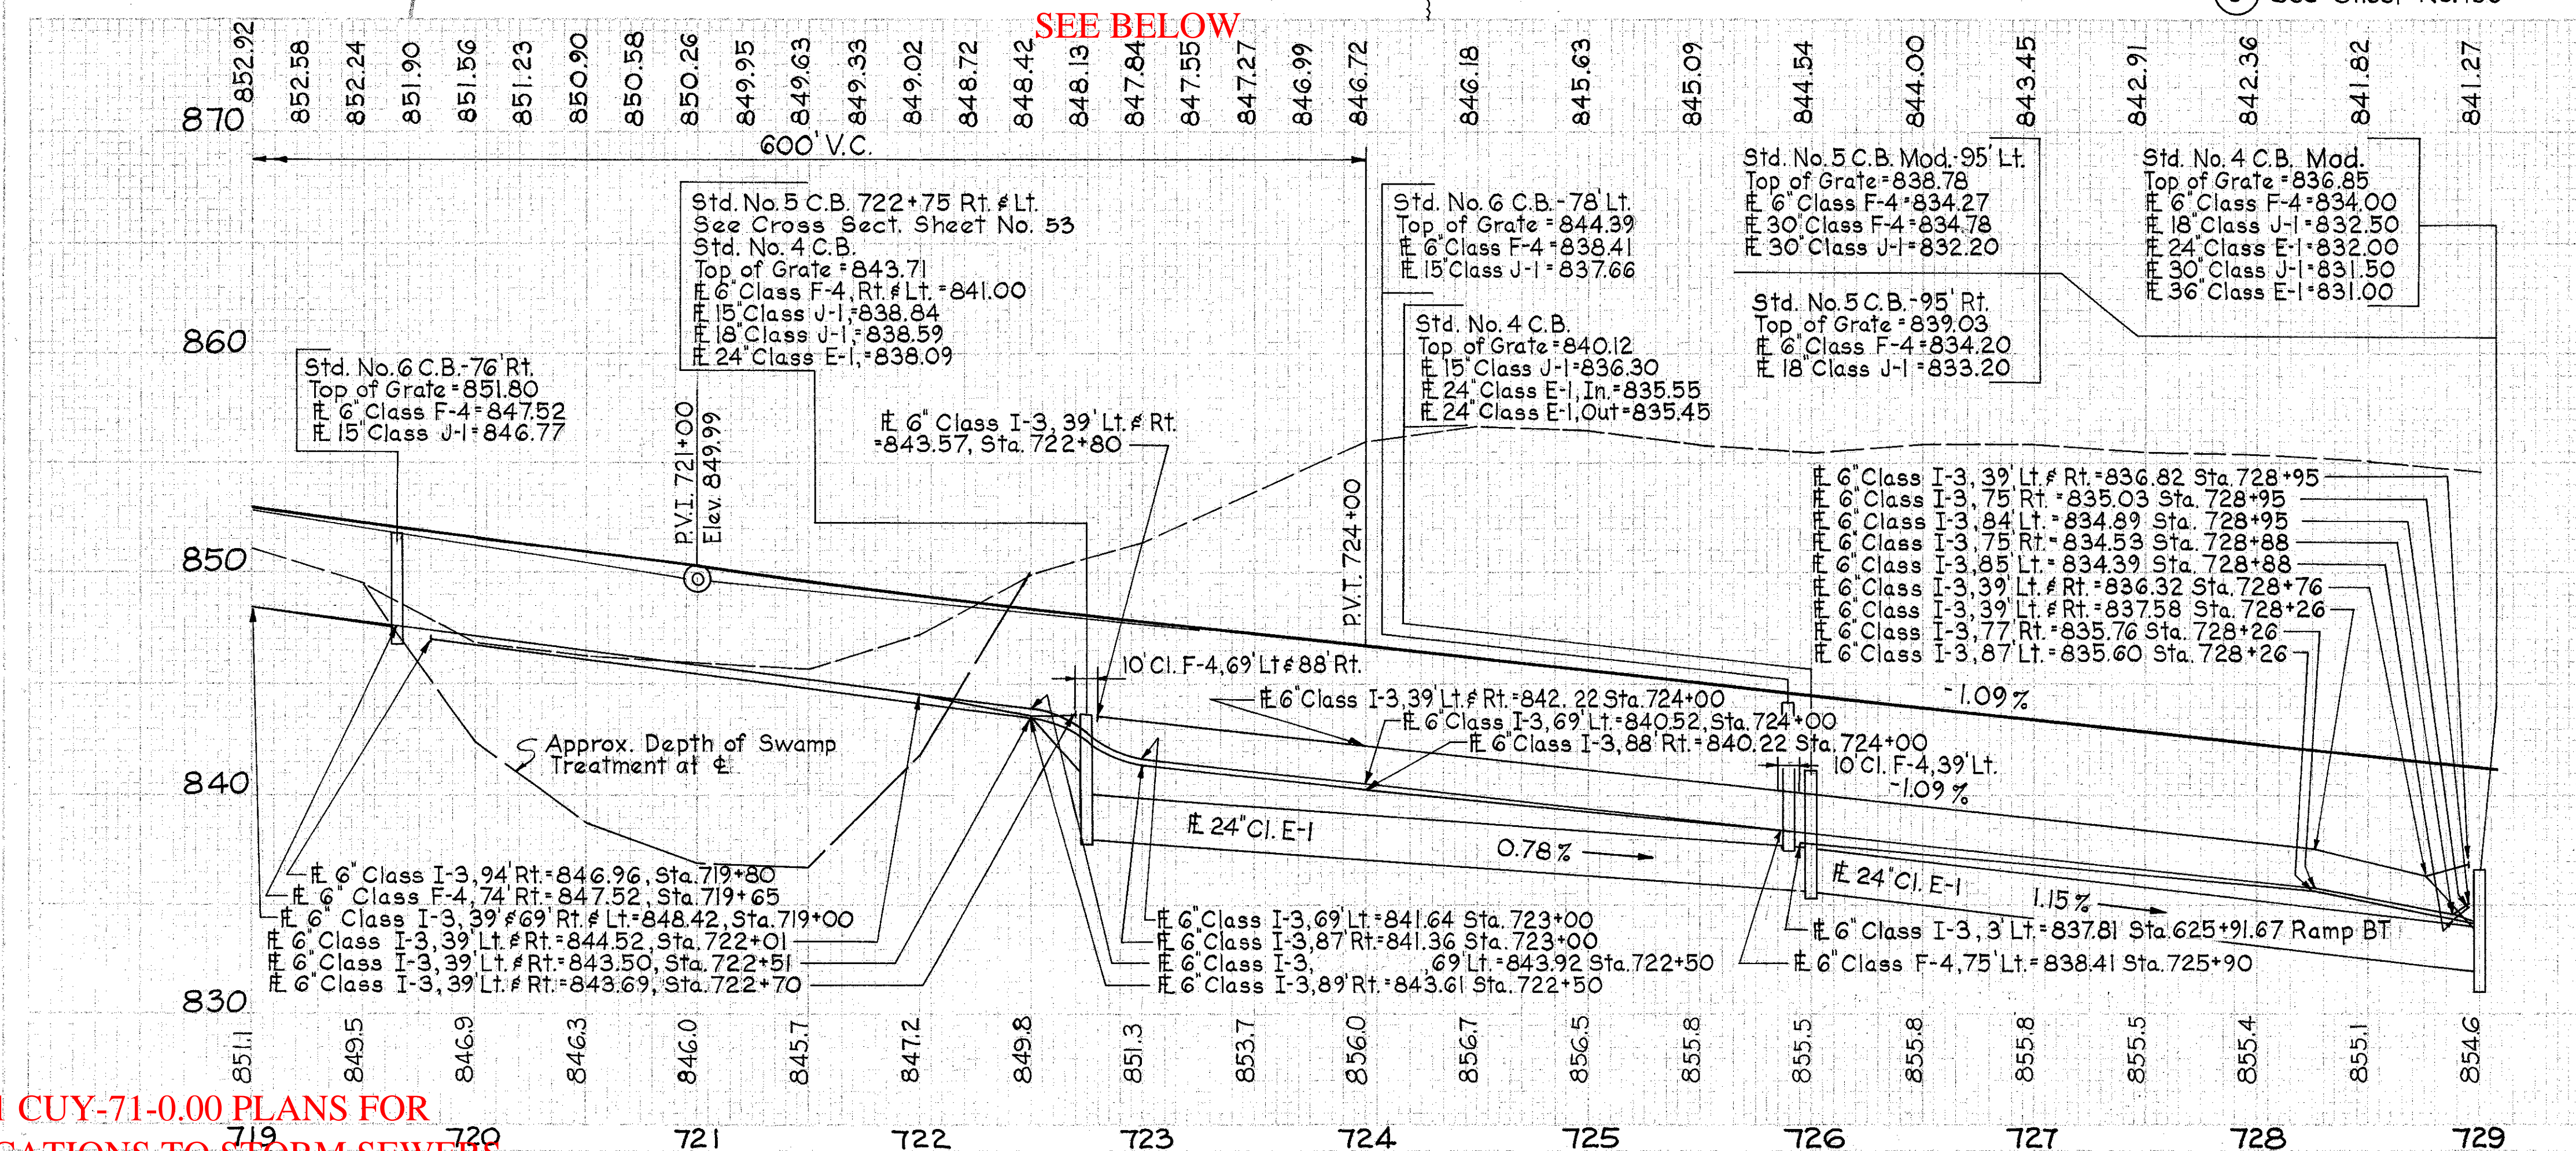 SEE BELOW
852.92
852.58
852.24
851.90
851.56
851.23
850.90
850.58
850.26
849.95
849.63
849.33
849.02
848.72
848.42
848.13
847.84
847.55
847.27
846.99
846.72
846.18
845.63
845.09
844.54
844.00
843.45
842.91
842.36
841.82
841.27
870
600' V.C.
860
850
840
830
Std. No. 6 C.B.-76' Rt.
Top of Grate = 851.80
₤ 6" Class F-4 = 847.52
₤ 15" Class J-1 = 846.77
Std. No. 5 C.B. 722+75 Rt. & Lt.
See Cross Sect. Sheet No. 53
Std. No. 4 C.B.
Top of Grate = 843.71
₤ 6" Class F-4, Rt. & Lt. = 841.00
₤ 15" Class J-1, = 838.84
₤ 18" Class J-1, = 838.59
₤ 24" Class E-1, = 838.09
P.V.I. 721+00
Elev. 849.99
₤ 6" Class I-3, 39' Lt. & Rt.
= 843.57, Sta. 722+80
Std. No. 6 C.B.-78' Lt.
Top of Grate = 844.39
₤ 6" Class F-4 = 838.41
₤ 15" Class J-1 = 837.66
Std. No. 4 C.B.
Top of Grate = 840.12
₤ 15" Class J-1 = 836.30
₤ 24" Class E-1, In. = 835.55
₤ 24" Class E-1, Out = 835.45
P.V.T. 724+00
Std. No. 5 C.B. Mod.-95' Lt.
Top of Grate = 838.78
₤ 6" Class F-4 = 834.27
₤ 30" Class F-4 = 834.78
₤ 30" Class J-1 = 832.20
Std. No. 5 C.B.-95' Rt.
Top of Grate = 839.03
₤ 6" Class F-4 = 834.20
₤ 18" Class J-1 = 833.20
Std. No. 4 C.B. Mod.
Top of Grate = 836.85
₤ 6" Class F-4 = 834.00
₤ 18" Class J-1 = 832.50
₤ 24" Class E-1 = 832.00
₤ 30" Class J-1 = 831.50
₤ 36" Class E-1 = 831.00
₤ 6" Class I-3, 39' Lt. & Rt. = 836.82 Sta. 728+95
₤ 6" Class I-3, 75' Rt. = 835.03 Sta. 728+95
₤ 6" Class I-3, 84' Lt. = 834.89 Sta. 728+95
₤ 6" Class I-3, 75' Rt. = 834.53 Sta. 728+88
₤ 6" Class I-3, 85' Lt. = 834.39 Sta. 728+88
₤ 6" Class I-3, 39' Lt. & Rt. = 836.32 Sta. 728+76
₤ 6" Class I-3, 39' Lt. & Rt. = 837.58 Sta. 728+26
₤ 6" Class I-3, 77' Rt. = 835.76 Sta. 728+26
₤ 6" Class I-3, 87' Lt. = 835.60 Sta. 728+26
10' Cl. F-4, 69' Lt & 88' Rt.
₤ 6" Class I-3, 39' Lt. & Rt. = 842.22 Sta. 724+00
₤ 6" Class I-3, 69' Lt. = 840.52, Sta. 724+00
₤ 6" Class I-3, 88' Rt. = 840.22 Sta. 724+00
-1.09%
10' Cl. F-4, 39' Lt.
-1.09%
Approx. Depth of Swamp
Treatment at ℄
₤ 24" Cl. E-1
0.78%
₤ 24" Cl. E-1
1.15%
₤ 6" Class I-3, 94' Rt. = 846.96, Sta. 719+80
₤ 6" Class F-4, 74' Rt. = 847.52, Sta. 719+65
₤ 6" Class I-3, 39' & 69' Rt. & Lt. = 848.42, Sta. 719+00
₤ 6" Class I-3, 39' Lt. & Rt. = 844.52, Sta. 722+01
₤ 6" Class I-3, 39' Lt. & Rt. = 843.50, Sta. 722+51
₤ 6" Class I-3, 39' Lt. & Rt. = 843.69, Sta. 722+70
₤ 6" Class I-3, 69' Lt. = 841.64 Sta. 723+00
₤ 6" Class I-3, 87' Rt. = 841.36 Sta. 723+00
₤ 6" Class I-3, , 69' Lt. = 843.92 Sta. 722+50
₤ 6" Class I-3, 89' Rt. = 843.61 Sta. 722+50
₤ 6" Class I-3, 3' Lt. = 837.81 Sta. 625+91.67 Ramp BT
₤ 6" Class F-4, 75' Lt. = 838.41 Sta. 725+90
851.1
849.5
846.9
846.3
846.0
845.7
847.2
849.8
851.3
853.7
856.0
856.7
856.5
855.8
855.5
855.8
855.8
855.5
855.4
855.1
854.6
CUY-71-0.00 PLANS FOR
TO STORM SEWERS
719 720 721 722 723 724 725 726 727 728 729